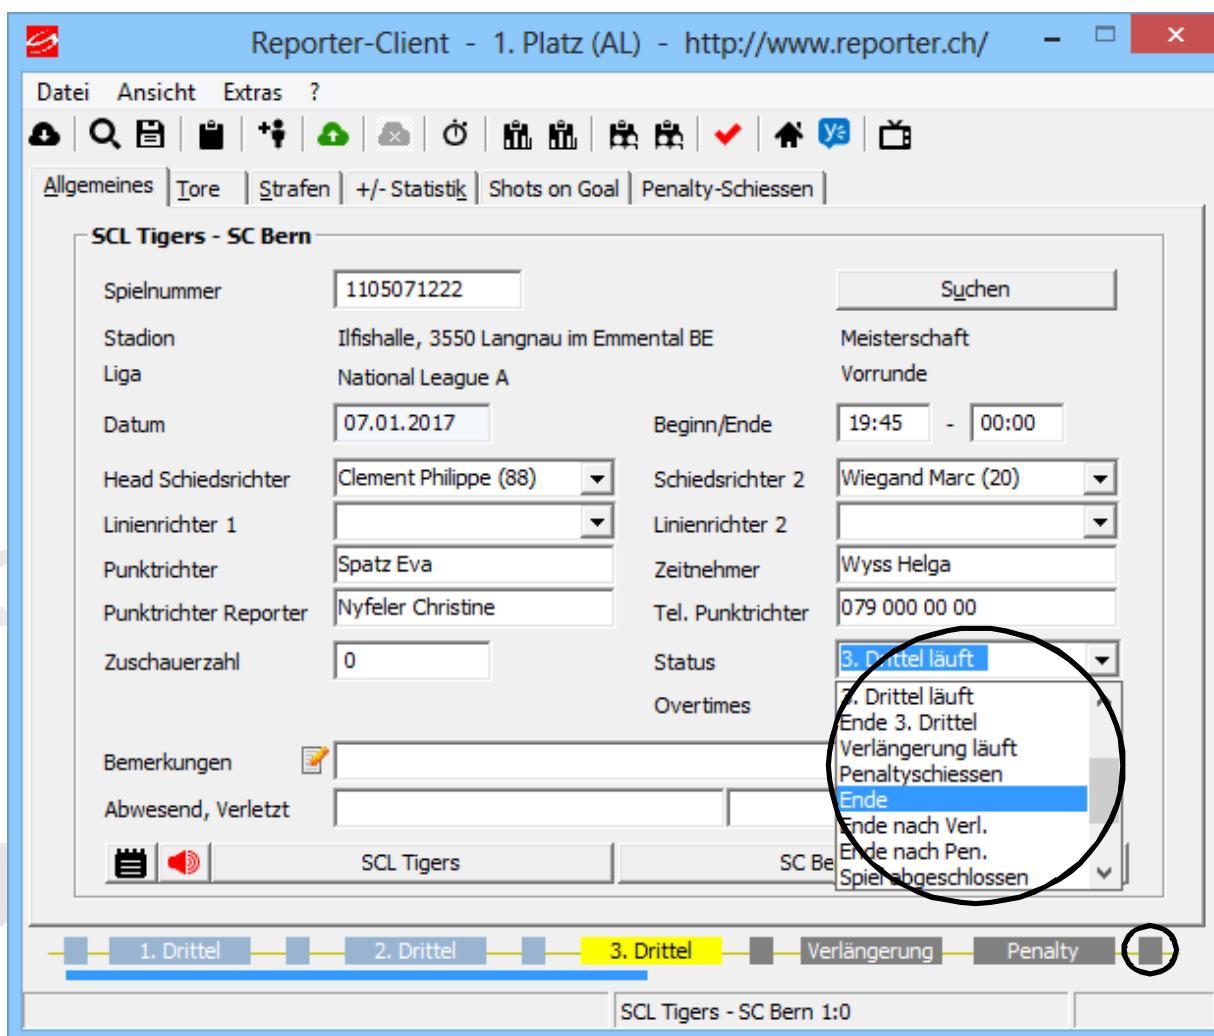 Reporter-Client - 1. Platz (AL) - http://www.reporter.ch/
Datei Ansicht Extras ?
Allgemeines Tore Strafen +/- Statistik Shots on Goal Penalty-Schiessen
SCL Tigers - SC Bern
Spielnummer 1105071222 Suchen
Stadion Ilfishalle, 3550 Langnau im Emmental BE Meisterschaft
Liga National League A Vorrunde
Datum 07.01.2017 Beginn/Ende 19:45 - 00:00
Head Schiedsrichter Clement Philippe (88) Schiedsrichter 2 Wiegand Marc (20)
Linienrichter 1 Linienrichter 2
Punktrichter Spatz Eva Zeitnehmer Wyss Helga
Punktrichter Reporter Nyfeler Christine Tel. Punktrichter 079 000 00 00
Zuschauerzahl 0 Status 3. Drittel läuft
Overtimes
3. Drittel läuft
Ende 3. Drittel
Verlängerung läuft
Penaltyschiessen
Ende
Ende nach Verl.
Ende nach Pen.
Spiel abgeschlossen
Bemerkungen
Abwesend, Verletzt
SCL Tigers SC Be
1. Drittel 2. Drittel 3. Drittel Verlängerung Penalty
SCL Tigers - SC Bern 1:0